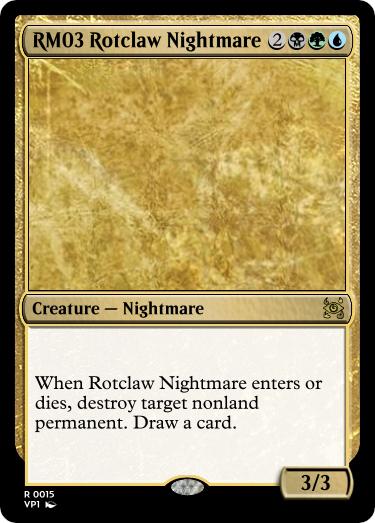 RM03 Rotclaw Nightmare 2
Creature — Nightmare
When Rotclaw Nightmare enters or
dies, destroy target nonland
permanent. Draw a card.
3/3
R 0015
VP1